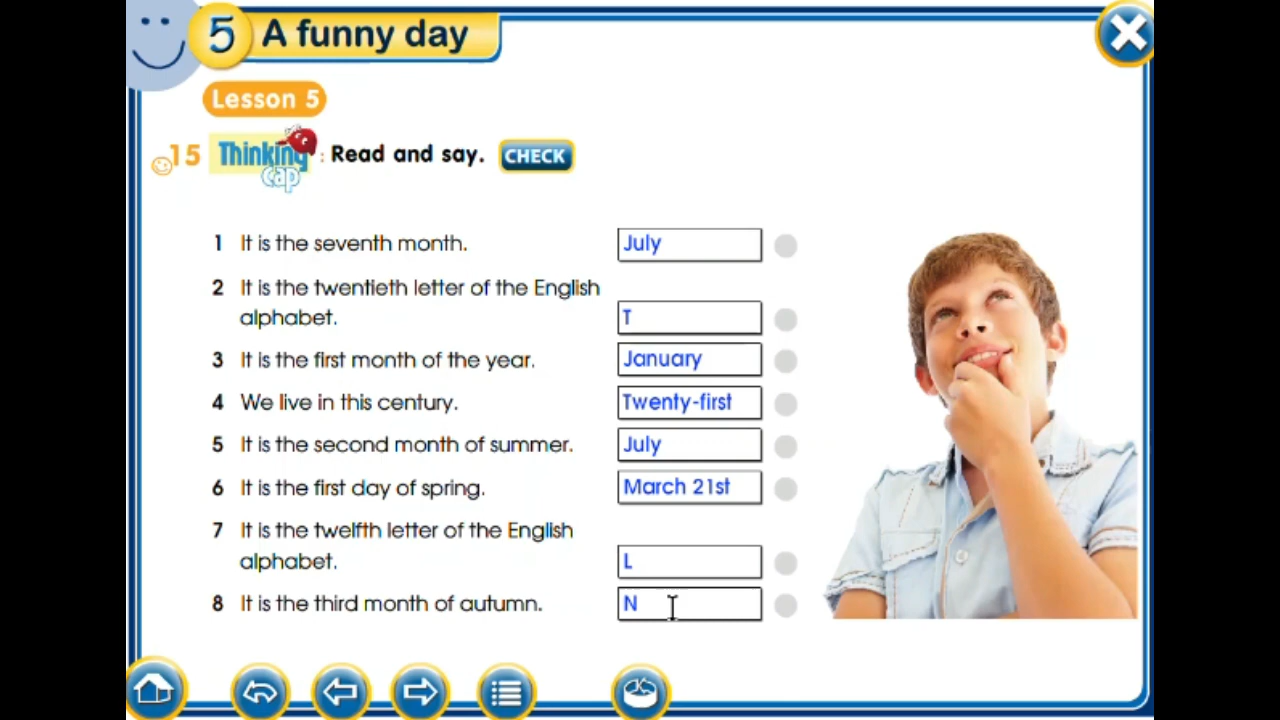 5 A funny day
Lesson 5
15 Thinking Cap : Read and say. CHECK
1 It is the seventh month. July
2 It is the twentieth letter of the English
alphabet. T
3 It is the first month of the year. January
4 We live in this century. Twenty-first
5 It is the second month of summer. July
6 It is the first day of spring. March 21st
7 It is the twelfth letter of the English
alphabet. L
8 It is the third month of autumn. N